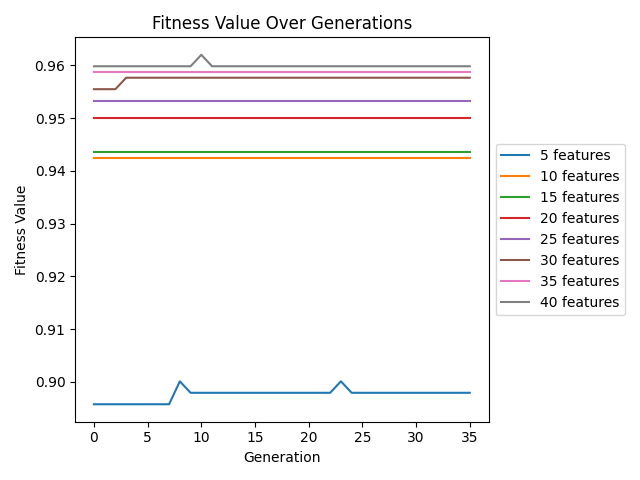 Fitness Value Over Generations
0.96
0.95
0.94
0.93
0.92
0.91
0.90
Fitness Value
0 5 10 15 20 25 30 35
Generation
5 features
10 features
15 features
20 features
25 features
30 features
35 features
40 features